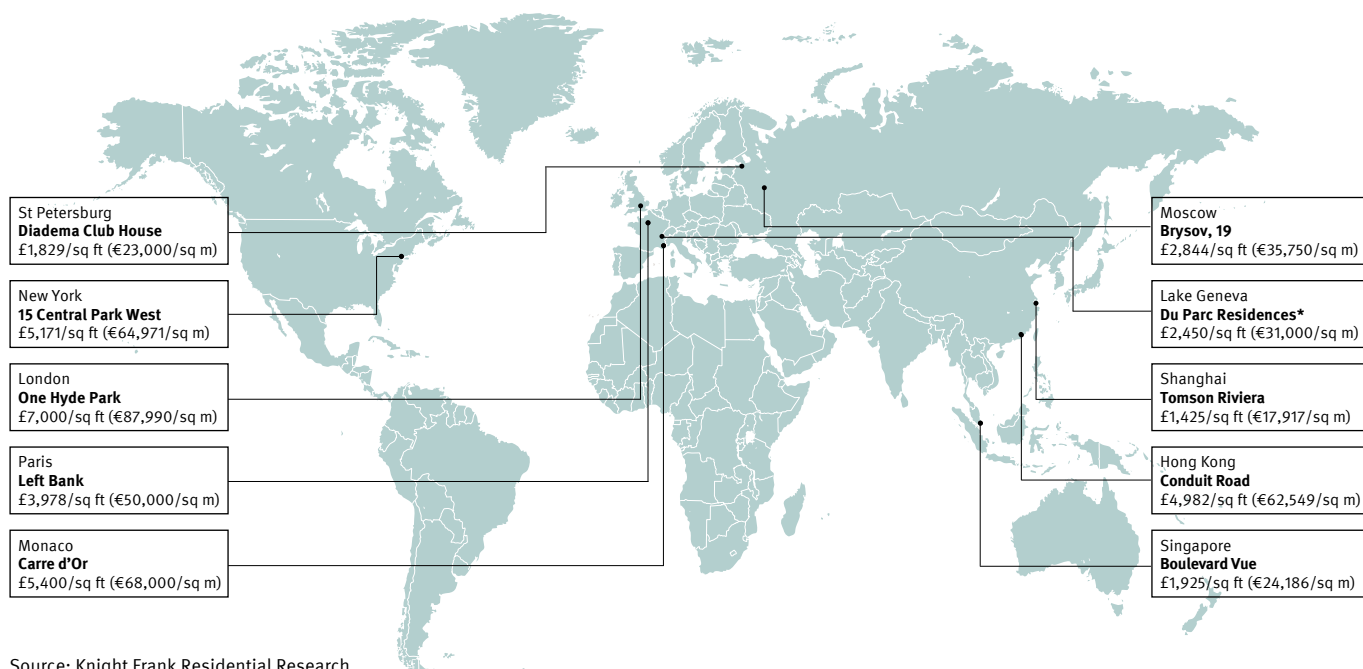 St Petersburg
Diadema Club House
£1,829/sq ft (€23,000/sq m)
New York
15 Central Park West
£5,171/sq ft (€64,971/sq m)
London
One Hyde Park
£7,000/sq ft (€87,990/sq m)
Paris
Left Bank
£3,978/sq ft (€50,000/sq m)
Monaco
Carre d’Or
£5,400/sq ft (€68,000/sq m)
Moscow
Brysov, 19
£2,844/sq ft (€35,750/sq m)
Lake Geneva
Du Parc Residences*
£2,450/sq ft (€31,000/sq m)
Shanghai
Tomson Riviera
£1,425/sq ft (€17,917/sq m)
Hong Kong
Conduit Road
£4,982/sq ft (€62,549/sq m)
Singapore
Boulevard Vue
£1,925/sq ft (€24,186/sq m)
Source: Knight Frank Residential Research